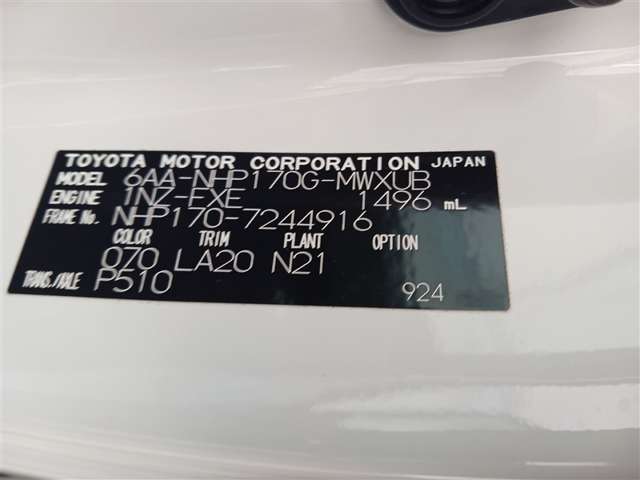 TOYOTA MOTOR CORPORATION JAPAN
MODEL 6AA-NHP170G-MWXUB
ENGINE 1NZ-EXE 1496 mL
FRAME No. NHP170-7244916
COLOR TRIM PLANT OPTION
070 LA20 N21
TRANS./AXLE P510 924